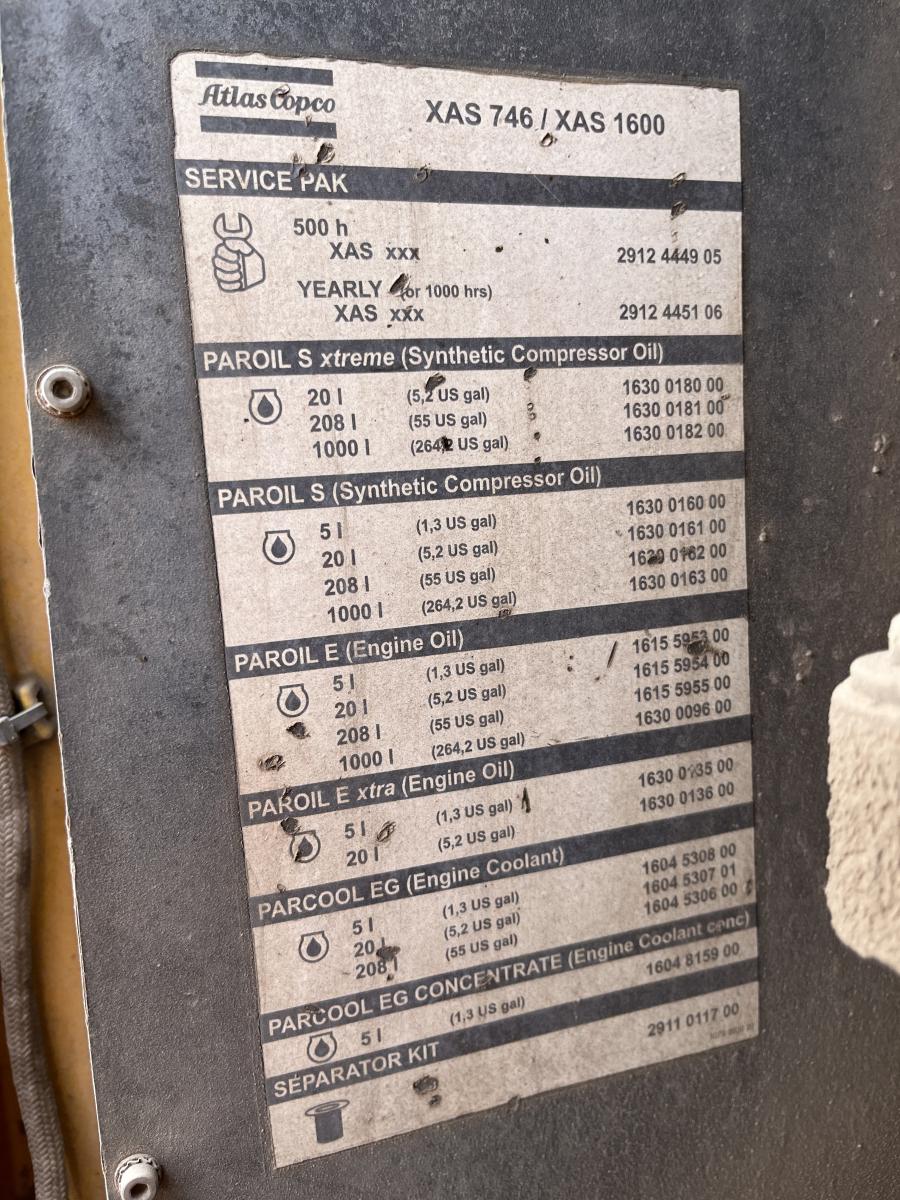 Atlas Copco
XAS 746 / XAS 1600
SERVICE PAK
500 h
XAS xxx 2912 4449 05
YEARLY (or 1000 hrs)
XAS xxx 2912 4451 06
PAROIL S xtreme (Synthetic Compressor Oil)
20 l (5,2 US gal) 1630 0180 00
208 l (55 US gal) 1630 0181 00
1000 l (264,2 US gal) 1630 0182 00
PAROIL S (Synthetic Compressor Oil)
5 l (1,3 US gal) 1630 0160 00
20 l (5,2 US gal) 1630 0161 00
208 l (55 US gal) 1630 0162 00
1000 l (264,2 US gal) 1630 0163 00
PAROIL E (Engine Oil)
5 l (1,3 US gal) 1615 5953 00
20 l (5,2 US gal) 1615 5954 00
208 l (55 US gal) 1615 5955 00
1000 l (264,2 US gal) 1630 0096 00
PAROIL E xtra (Engine Oil)
5 l (1,3 US gal) 1630 0135 00
20 l (5,2 US gal) 1630 0136 00
PARCOOL EG (Engine Coolant)
5 l (1,3 US gal) 1604 5308 00
20 l (5,2 US gal) 1604 5307 01
208 l (55 US gal) 1604 5306 00
PARCOOL EG CONCENTRATE (Engine Coolant conc)
5 l (1,3 US gal) 1604 8159 00
SEPARATOR KIT
2911 0117 00